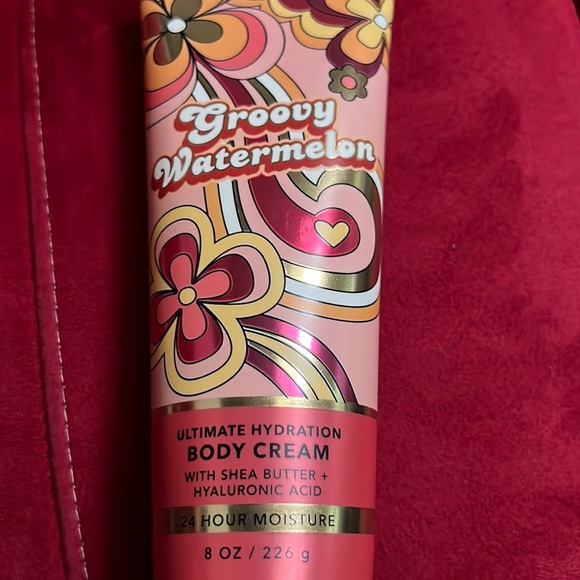 Groovy
Watermelon
ULTIMATE HYDRATION
BODY CREAM
WITH SHEA BUTTER +
HYALURONIC ACID
24 HOUR MOISTURE
8 OZ / 226 g